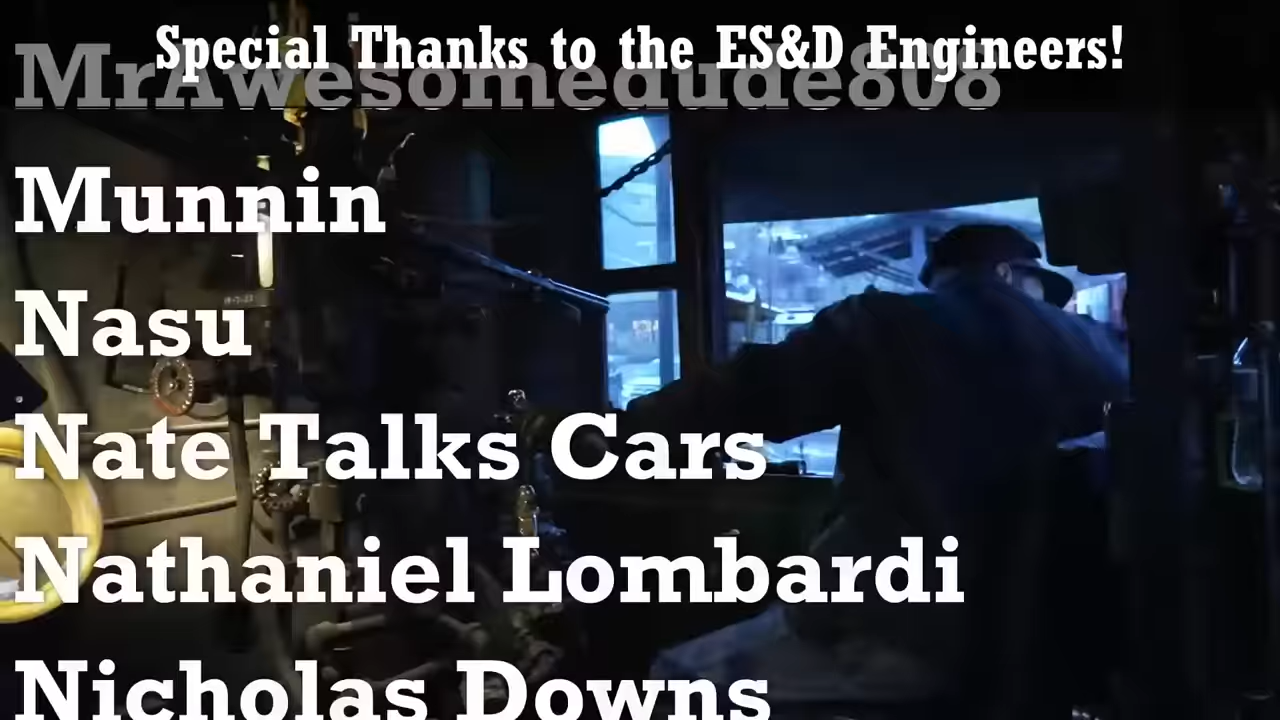 Special Thanks to the ES&D Engineers!
MrAwesomedude808
Munnin
Nasu
Nate Talks Cars
Nathaniel Lombardi
Nicholas Downs